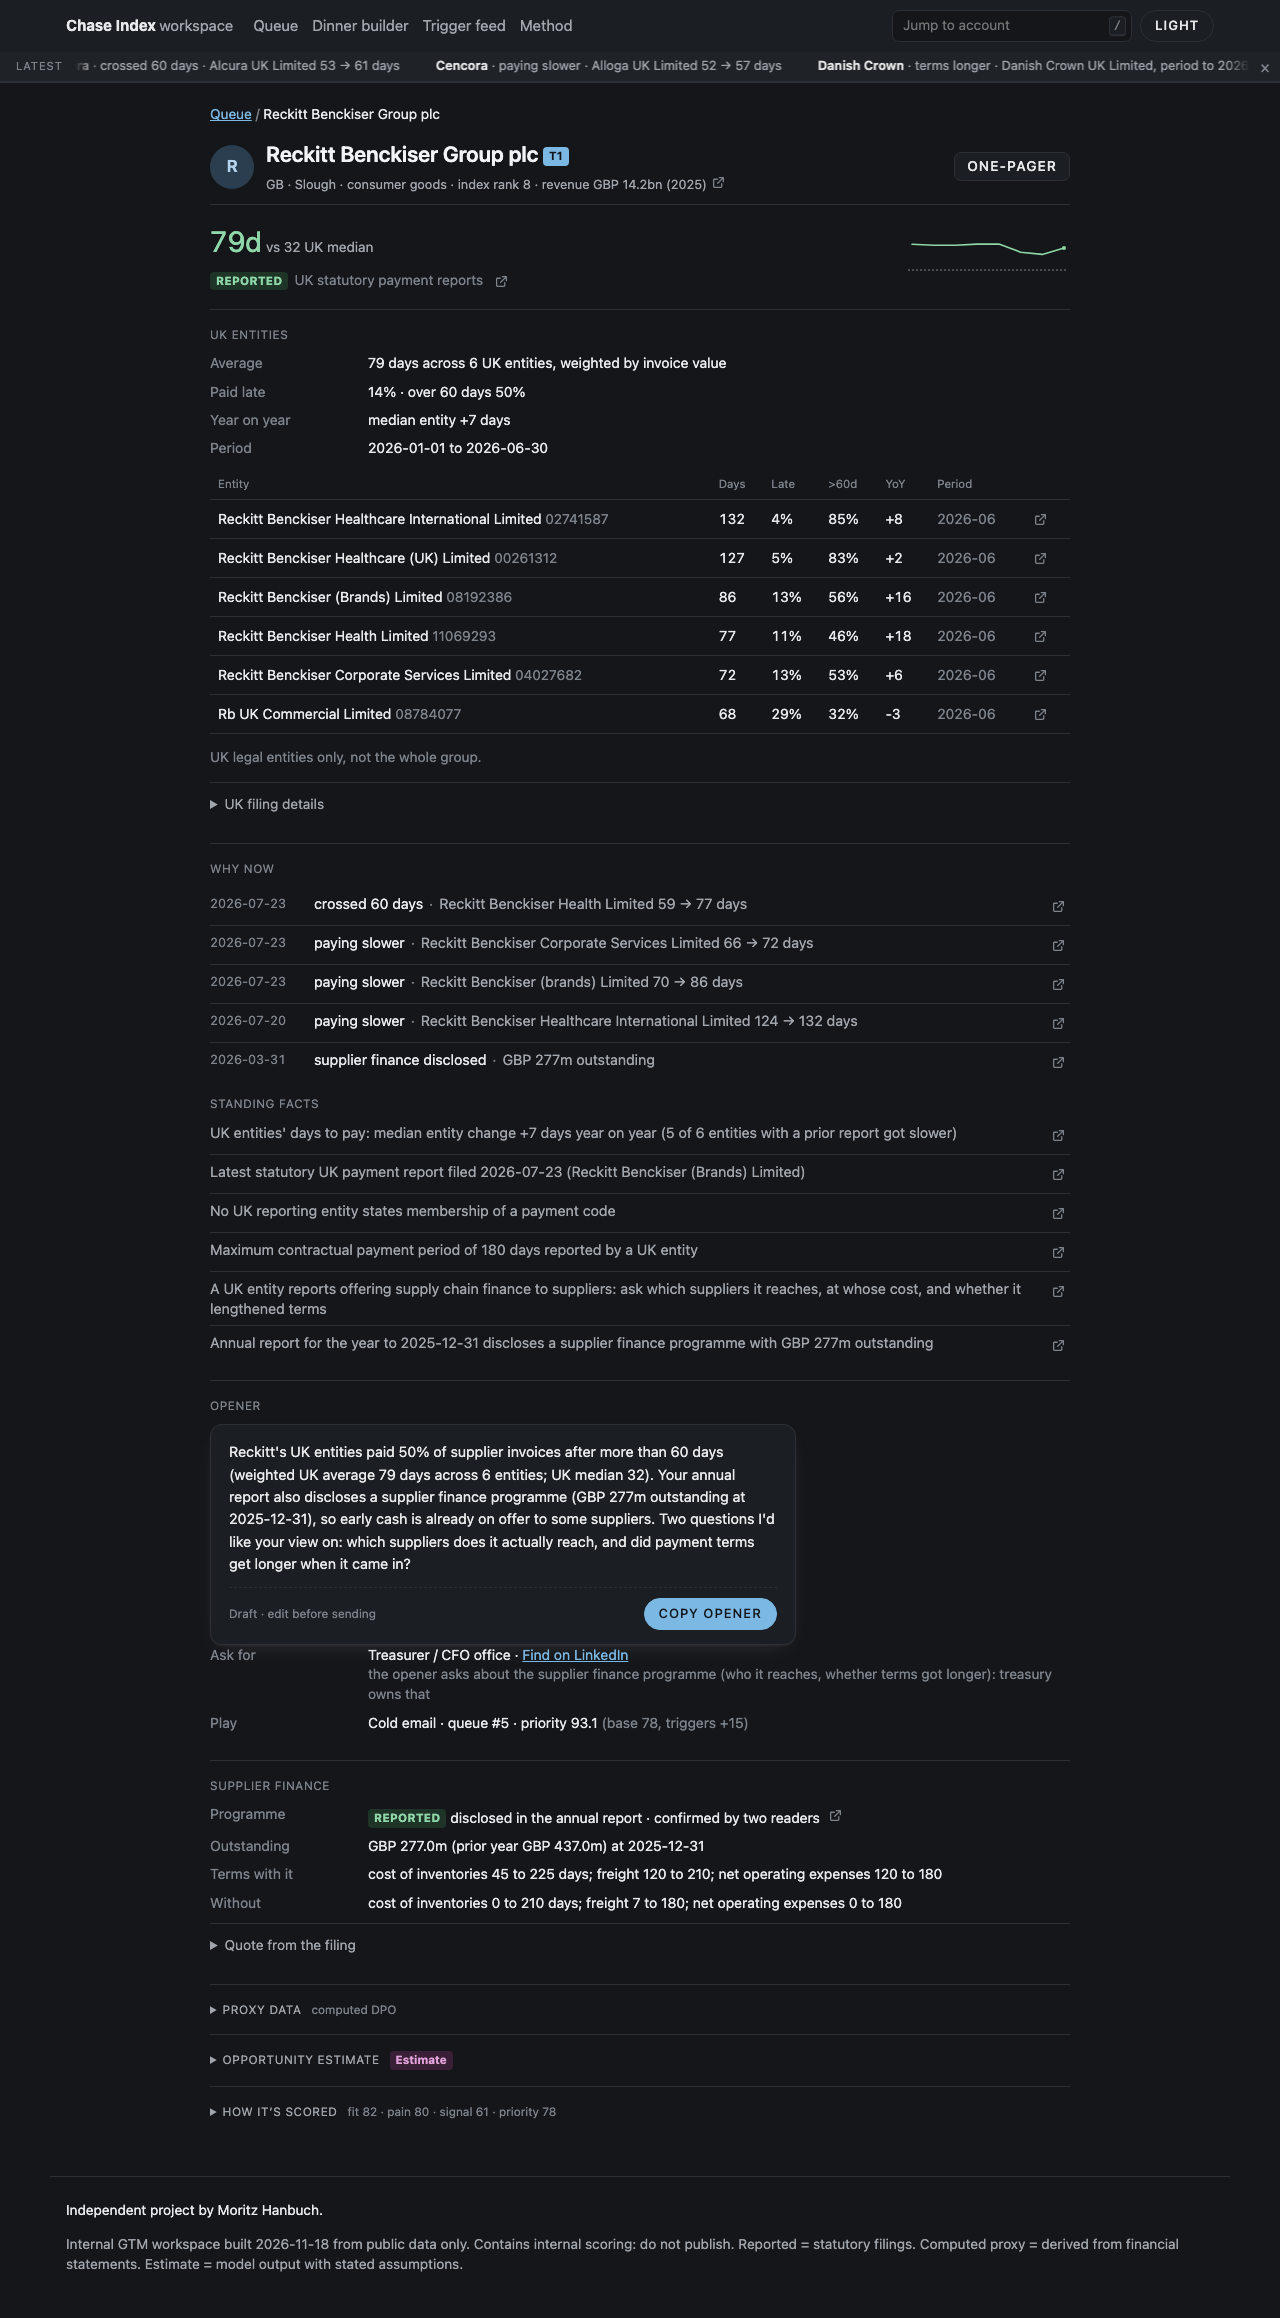 Chase Index workspace Queue Dinner builder Trigger feed Method Jump to account / LIGHT
LATEST ra · crossed 60 days · Alcura UK Limited 53 → 61 days Cencora · paying slower · Alloga UK Limited 52 → 57 days Danish Crown · terms longer · Danish Crown UK Limited, period to 2026 ×
Queue / Reckitt Benckiser Group plc
R Reckitt Benckiser Group plc T1
GB · Slough · consumer goods · index rank 8 · revenue GBP 14.2bn (2025)
ONE-PAGER
79d vs 32 UK median
REPORTED UK statutory payment reports
UK ENTITIES
Average 79 days across 6 UK entities, weighted by invoice value
Paid late 14% · over 60 days 50%
Year on year median entity +7 days
Period 2026-01-01 to 2026-06-30
Entity Days Late >60d YoY Period
Reckitt Benckiser Healthcare International Limited 02741587 132 4% 85% +8 2026-06
Reckitt Benckiser Healthcare (UK) Limited 00261312 127 5% 83% +2 2026-06
Reckitt Benckiser (Brands) Limited 08192386 86 13% 56% +16 2026-06
Reckitt Benckiser Health Limited 11069293 77 11% 46% +18 2026-06
Reckitt Benckiser Corporate Services Limited 04027682 72 13% 53% +6 2026-06
Rb UK Commercial Limited 08784077 68 29% 32% -3 2026-06
UK legal entities only, not the whole group.
UK filing details
WHY NOW
2026-07-23 crossed 60 days · Reckitt Benckiser Health Limited 59 → 77 days
2026-07-23 paying slower · Reckitt Benckiser Corporate Services Limited 66 → 72 days
2026-07-23 paying slower · Reckitt Benckiser (brands) Limited 70 → 86 days
2026-07-20 paying slower · Reckitt Benckiser Healthcare International Limited 124 → 132 days
2026-03-31 supplier finance disclosed · GBP 277m outstanding
STANDING FACTS
UK entities' days to pay: median entity change +7 days year on year (5 of 6 entities with a prior report got slower)
Latest statutory UK payment report filed 2026-07-23 (Reckitt Benckiser (Brands) Limited)
No UK reporting entity states membership of a payment code
Maximum contractual payment period of 180 days reported by a UK entity
A UK entity reports offering supply chain finance to suppliers: ask which suppliers it reaches, at whose cost, and whether it
lengthened terms
Annual report for the year to 2025-12-31 discloses a supplier finance programme with GBP 277m outstanding
OPENER
Reckitt's UK entities paid 50% of supplier invoices after more than 60 days
(weighted UK average 79 days across 6 entities; UK median 32). Your annual
report also discloses a supplier finance programme (GBP 277m outstanding at
2025-12-31), so early cash is already on offer to some suppliers. Two questions I'd
like your view on: which suppliers does it actually reach, and did payment terms
get longer when it came in?
Draft · edit before sending COPY OPENER
Ask for Treasurer / CFO office · Find on LinkedIn
the opener asks about the supplier finance programme (who it reaches, whether terms got longer): treasury
owns that
Play Cold email · queue #5 · priority 93.1 (base 78, triggers +15)
SUPPLIER FINANCE
Programme REPORTED disclosed in the annual report · confirmed by two readers
Outstanding GBP 277.0m (prior year GBP 437.0m) at 2025-12-31
Terms with it cost of inventories 45 to 225 days; freight 120 to 210; net operating expenses 120 to 180
Without cost of inventories 0 to 210 days; freight 7 to 180; net operating expenses 0 to 180
Quote from the filing
PROXY DATA computed DPO
OPPORTUNITY ESTIMATE Estimate
HOW IT'S SCORED fit 82 · pain 80 · signal 61 · priority 78
Independent project by Moritz Hanbuch.
Internal GTM workspace built 2026-11-18 from public data only. Contains internal scoring: do not publish. Reported = statutory filings. Computed proxy = derived from financial
statements. Estimate = model output with stated assumptions.